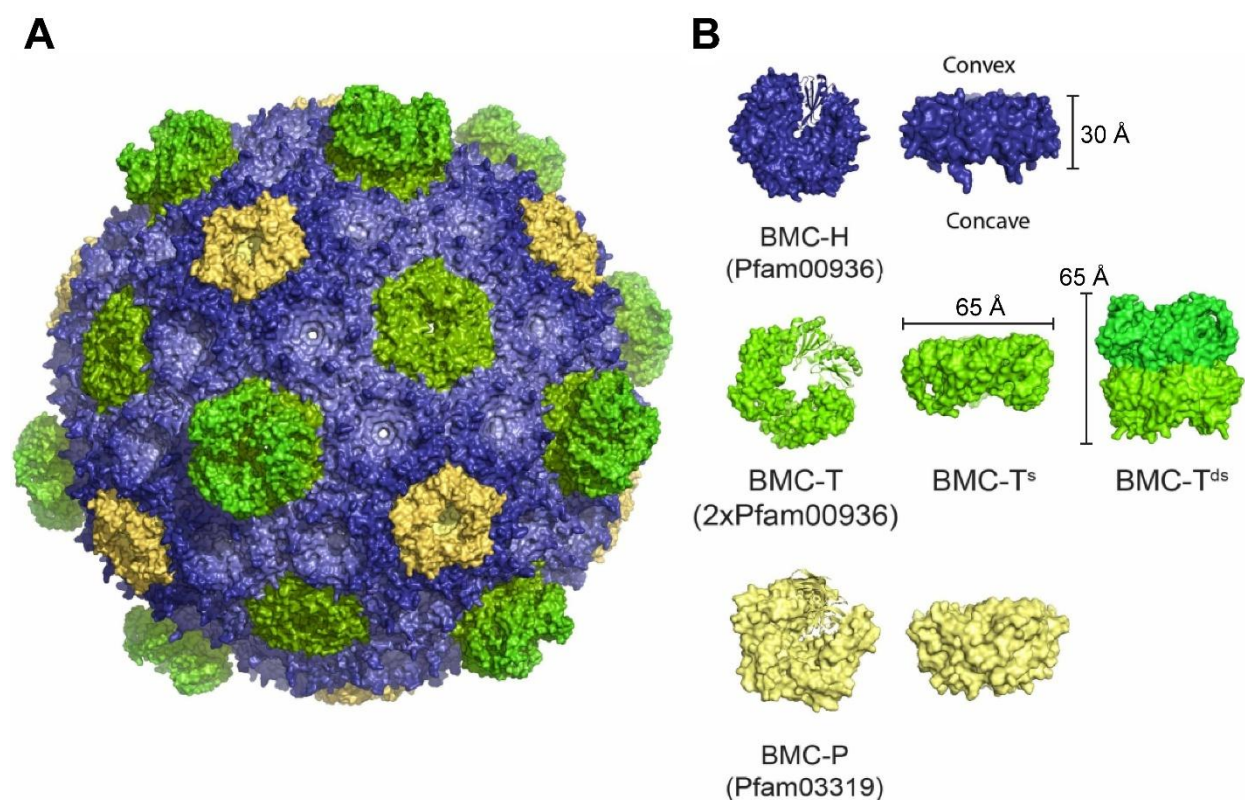 A
B
Convex
30 Å
Concave
BMC-H
(Pfam00936)
65 Å
65 Å
BMC-T
(2xPfam00936)
BMC-Tˢ
BMC-Tᵈˢ
BMC-P
(Pfam03319)